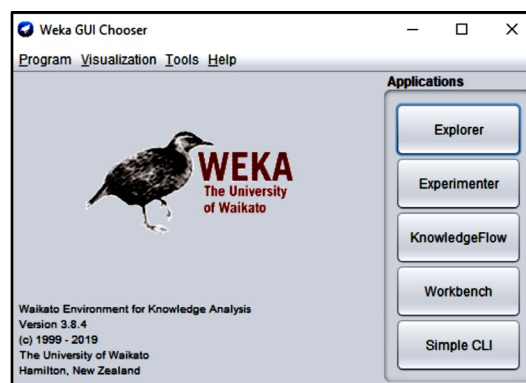 Weka GUI Chooser
Program Visualization Tools Help
Applications
Explorer
Experimenter
KnowledgeFlow
Workbench
Simple CLI
WEKA
The University
of Waikato
Waikato Environment for Knowledge Analysis
Version 3.8.4
(c) 1999 - 2019
The University of Waikato
Hamilton, New Zealand